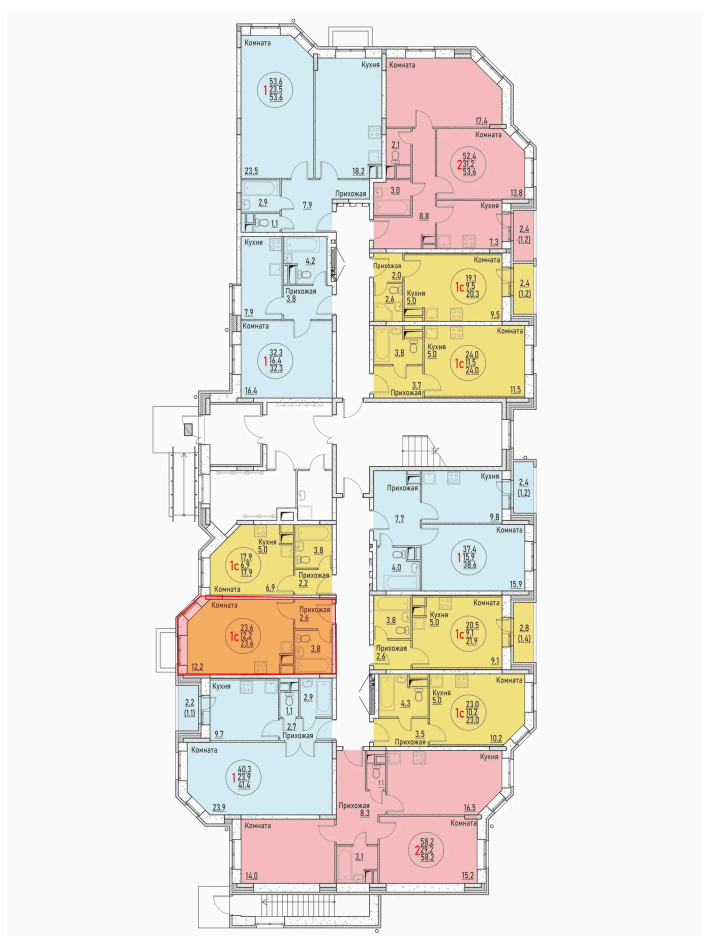 Комната
1
53.6
23.5
53.6
23.5
Кухня
18.2
Прихожая
7.9
2.9
1.1
Комната
17.4
2.1
Комната
2
52.4
31.2
53.6
13.8
3.0
8.8
Кухня
7.3
2,4
(1,2)
Кухня
7.9
4.2
Прихожая
3.8
Комната
1
32.3
16.4
32.3
16.4
Прихожая
2.0
2.6
Кухня
5.0
Комната
1с
19.1
9.5
20.3
9.5
2,4
(1,2)
3.8
Кухня
5.0
Комната
1с
24.0
11.5
24.0
11.5
3.7
Прихожая
Прихожая
7.7
Кухня
9.8
2,4
(1,2)
4.0
1
37.4
15.9
38.6
Комната
15.9
1с
17.9
6.9
17.9
Кухня
5.0
3.8
Прихожая
2.2
Комната
6.9
Комната
1с
23.6
12.2
23.6
12.2
Прихожая
2.6
3.8
3.8
Прихожая
2.6
Кухня
5.0
Комната
1с
20.5
9.1
21.9
9.1
2,8
(1,4)
2.2
(1,1)
Кухня
9.7
1.1
2.9
2.7
Прихожая
Комната
1
40.3
23.9
41.4
23.9
4.3
Кухня
5.0
Комната
1с
23.0
10.2
23.0
10.2
3.5
Прихожая
1.1
Прихожая
8.3
Кухня
16.5
Комната
14.0
3.1
Комната
2
58.2
29.2
58.2
15.2